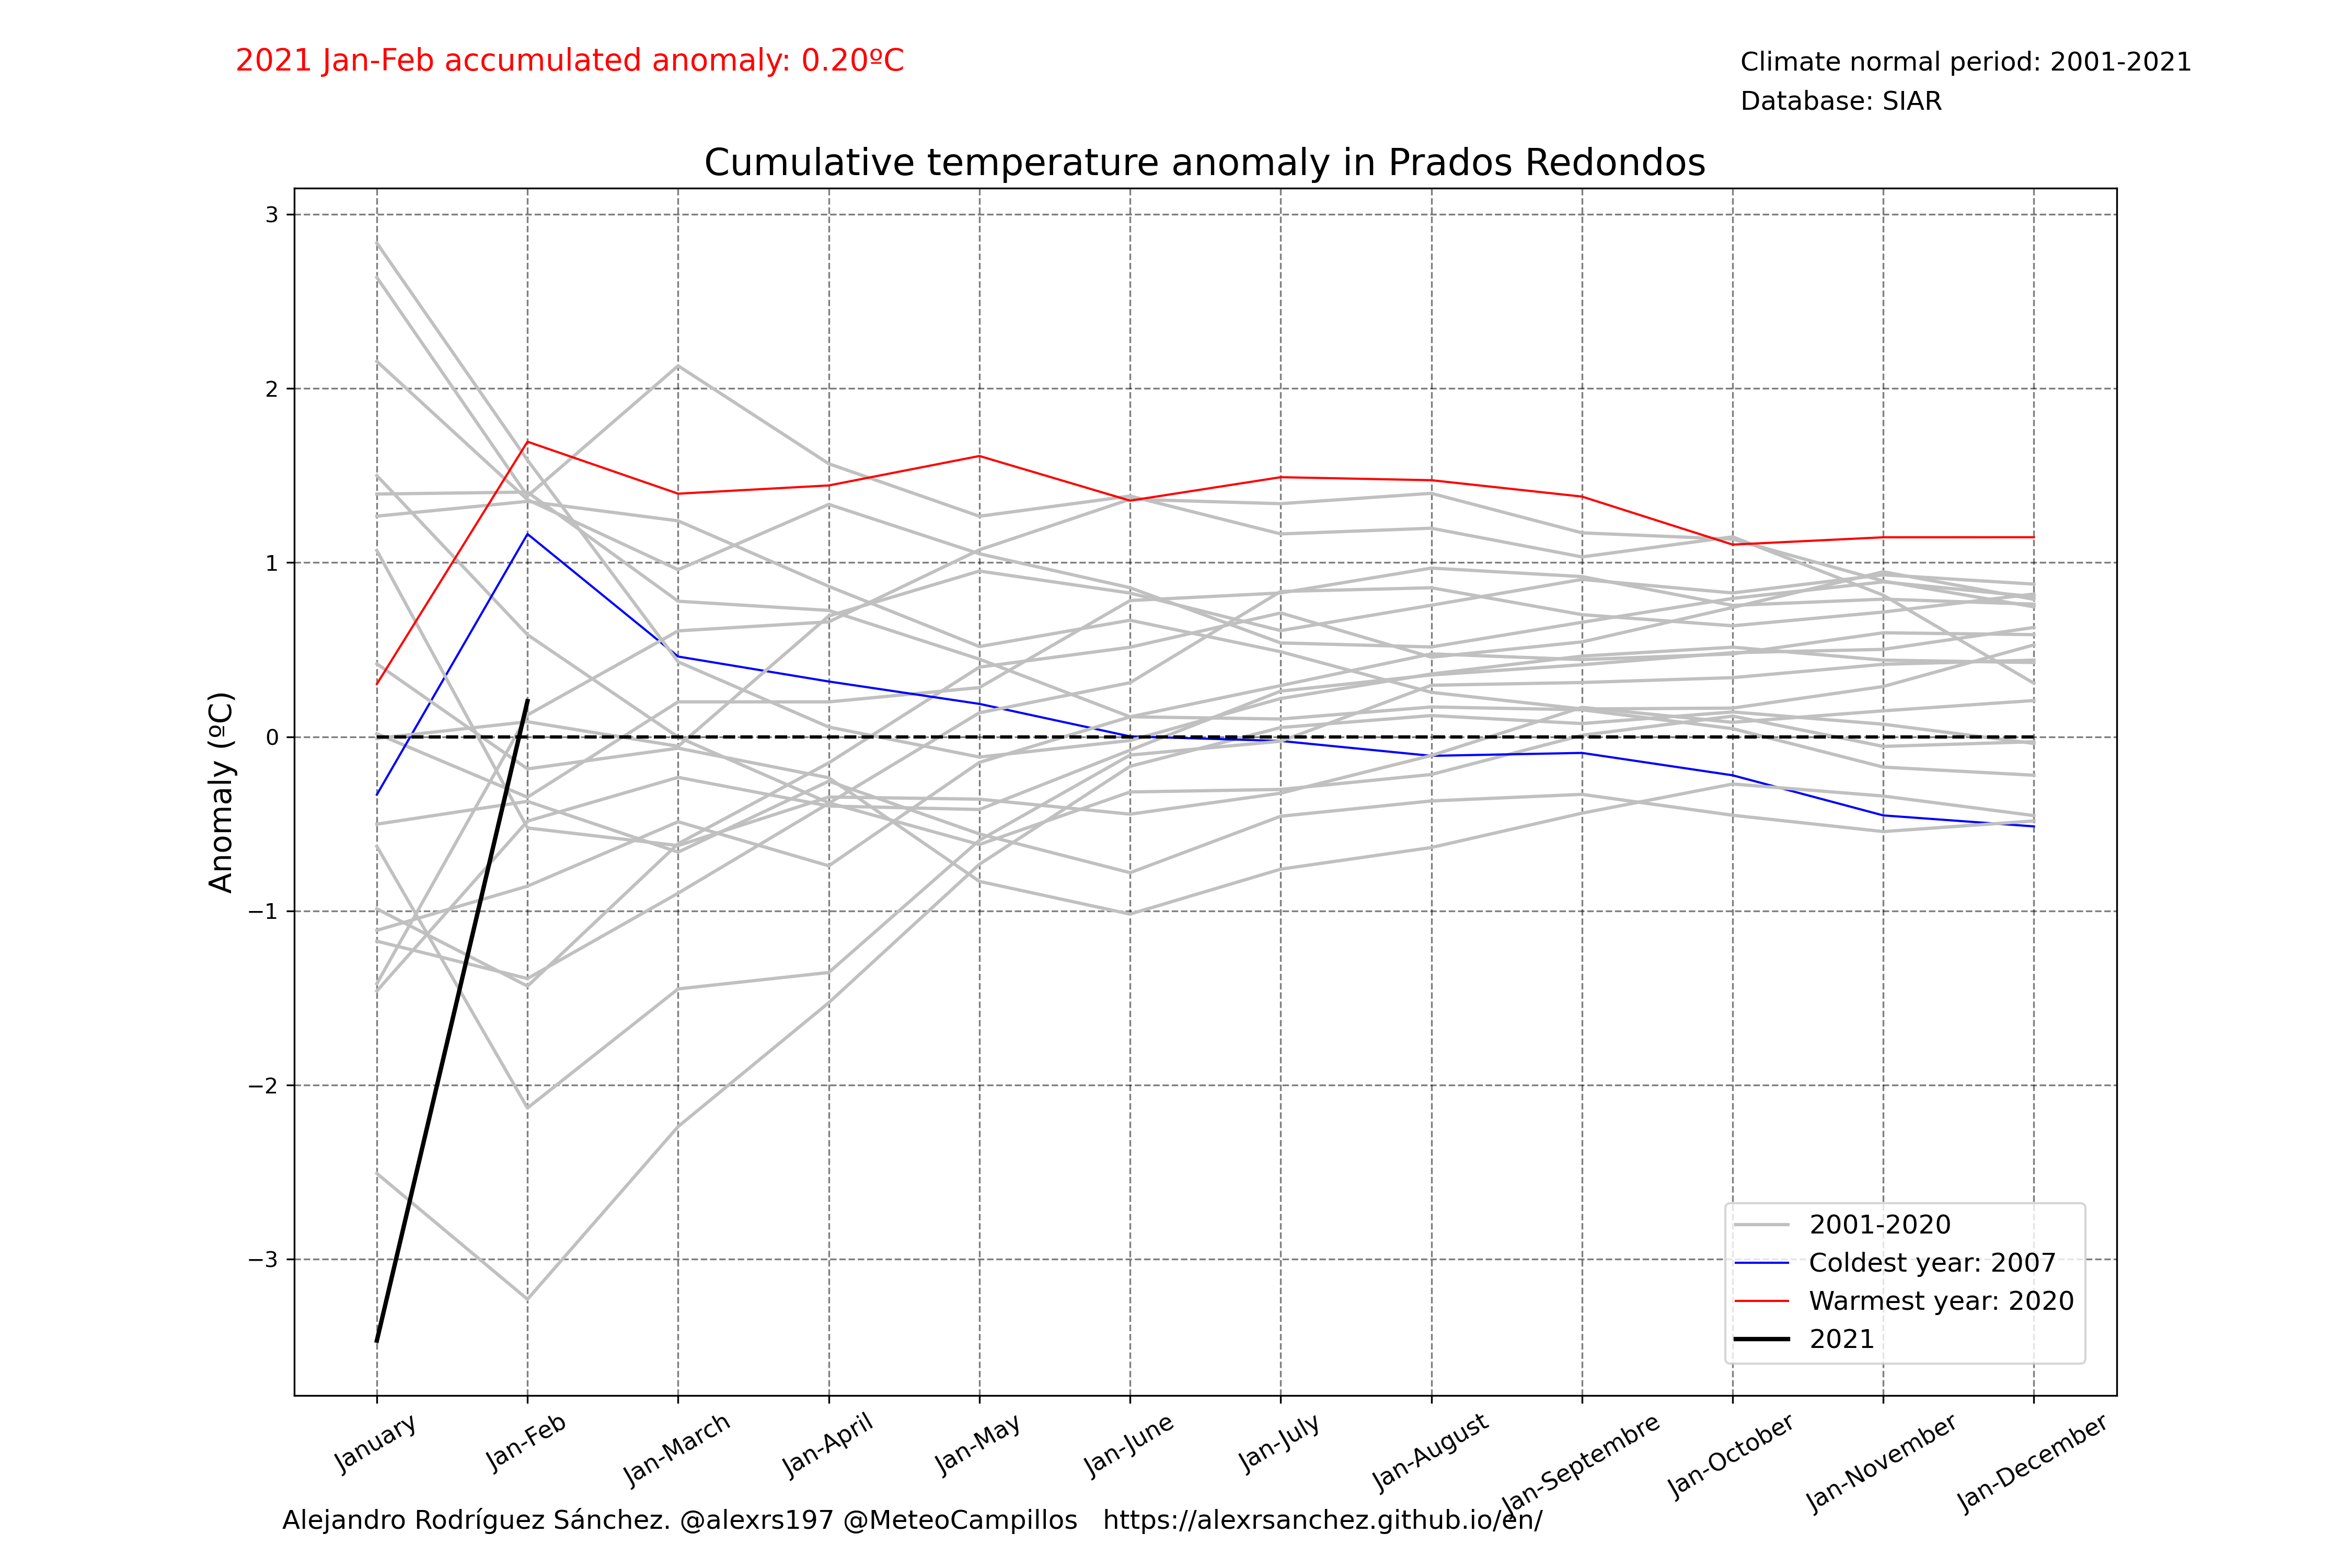 2021 Jan-Feb accumulated anomaly: 0.20ºC
Climate normal period: 2001-2021
Database: SIAR
Cumulative temperature anomaly in Prados Redondos
3
2
1
0
−1
−2
−3
Anomaly (ºC)
2001-2020
Coldest year: 2007
Warmest year: 2020
2021
January
Jan-Feb
Jan-March
Jan-April
Jan-May
Jan-June
Jan-July
Jan-August
Jan-Septembre
Jan-October
Jan-November
Jan-December
Alejandro Rodríguez Sánchez. @alexrs197 @MeteoCampillos https://alexrsanchez.github.io/en/